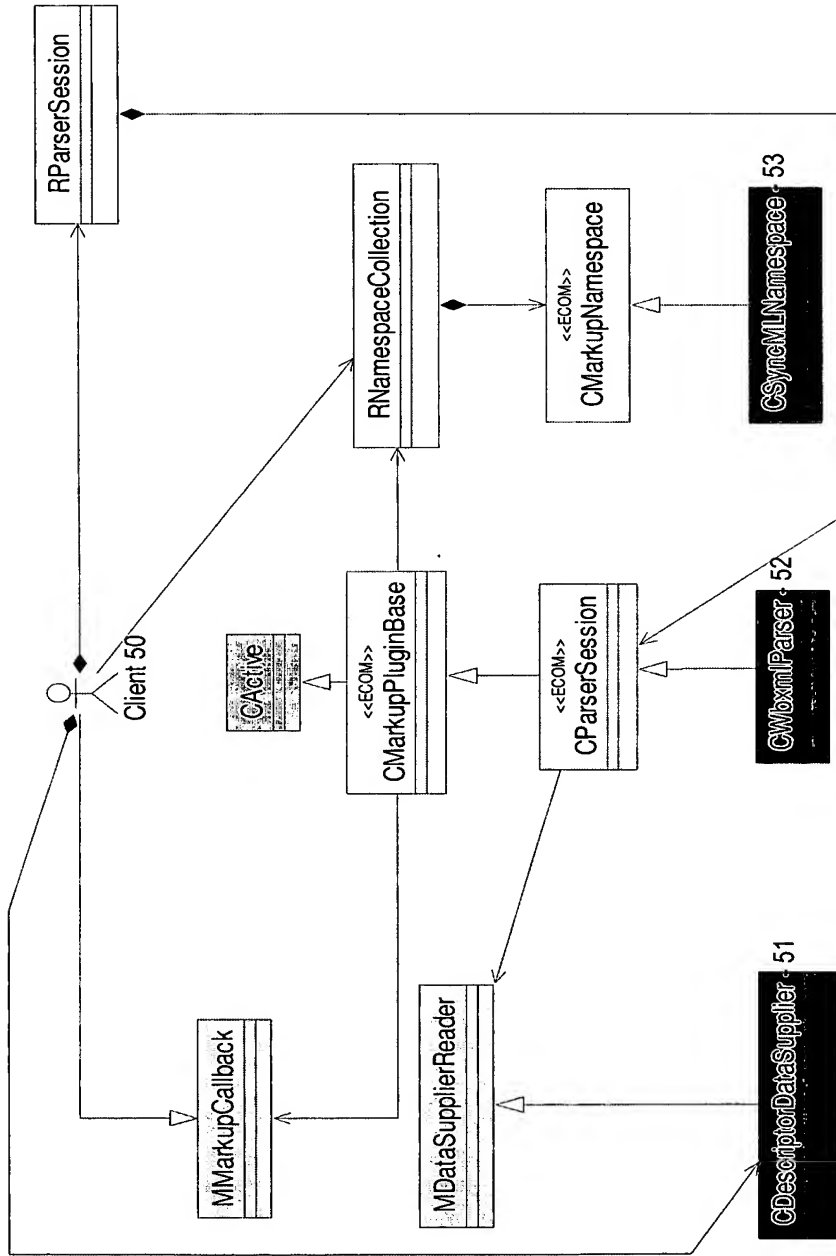 RParserSession
Client 50
CActive
RNamespaceCollection
<<ECOM>>
CMarkupPluginBase
MMarkupCallback
<<ECOM>>
CMarkupNamespace
<<ECOM>>
CParserSession
MDataSupplierReader
CSyncMLNamespace - 53
CWbxmlParser - 52
CDescriptorDataSupplier - 51